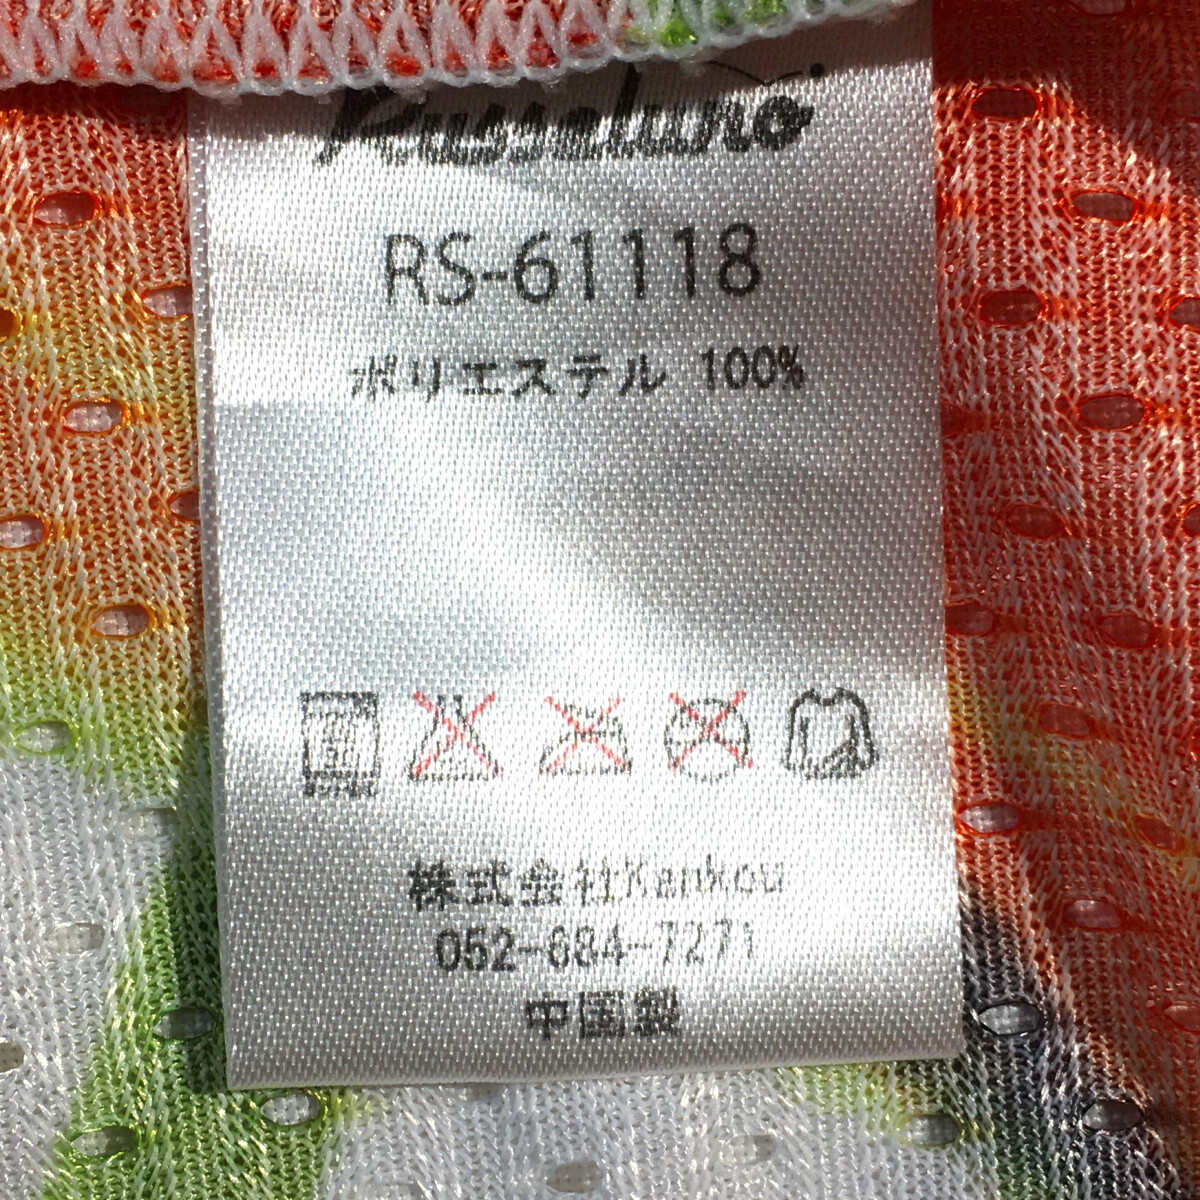 Russeluno
RS-61118
ポリエステル 100%
株式会社Kankou
052-684-7271
中国製